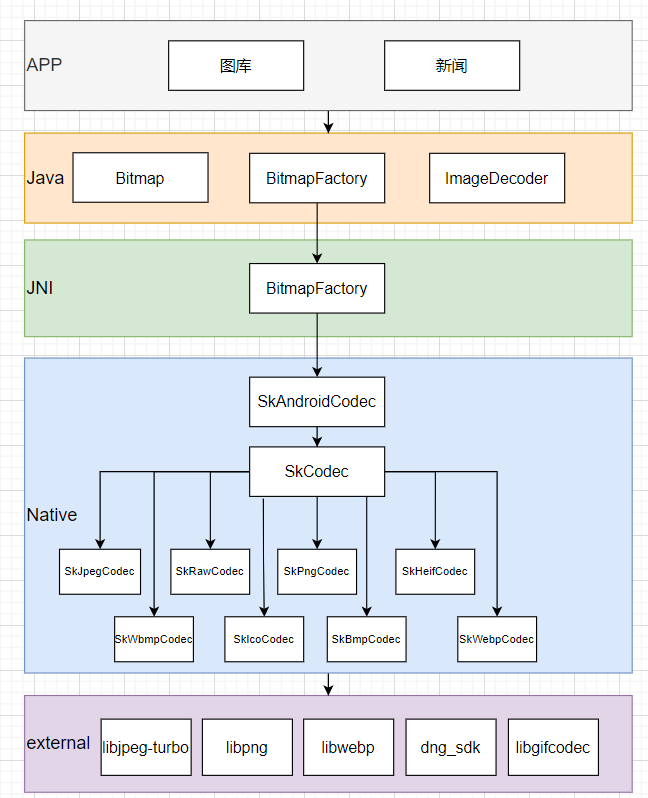 APP
图库
新闻
Java
Bitmap
BitmapFactory
ImageDecoder
JNI
BitmapFactory
SkAndroidCodec
SkCodec
Native
SkJpegCodec
SkRawCodec
SkPngCodec
SkHeifCodec
SkWbmpCodec
SkIcoCodec
SkBmpCodec
SkWebpCodec
external
libjpeg-turbo
libpng
libwebp
dng_sdk
libgifcodec